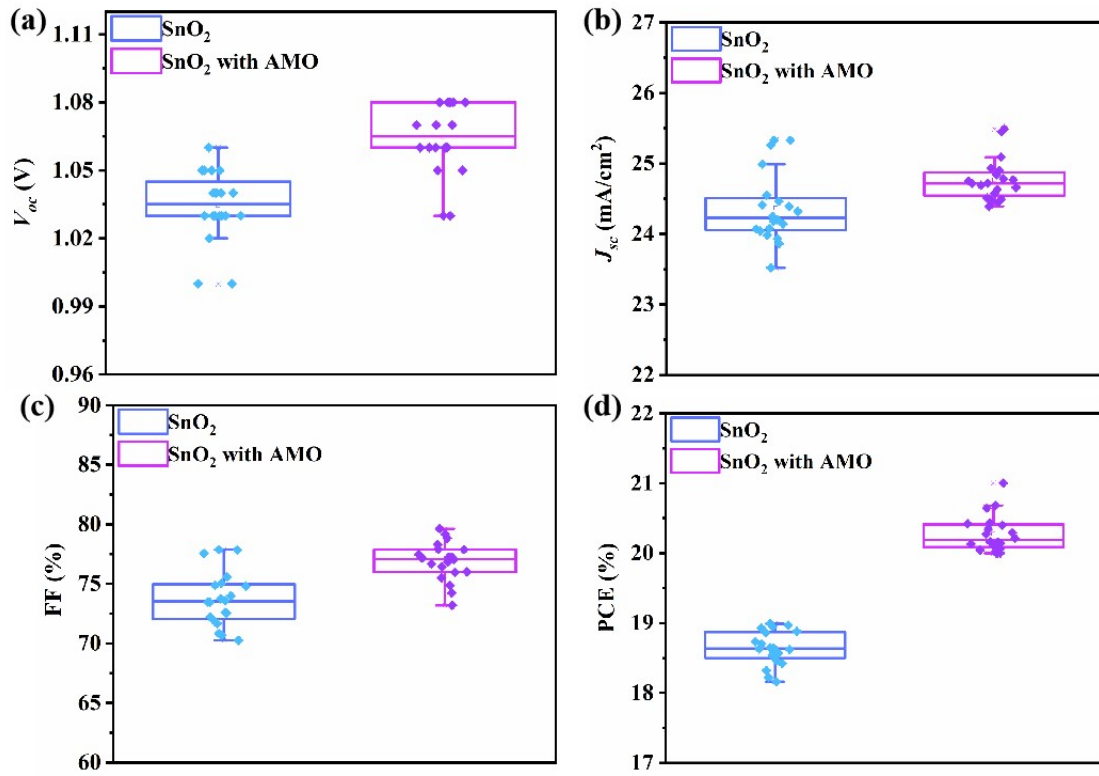 (a)
1.11
1.08
1.05
1.02
0.99
0.96
V_oc (V)
SnO₂
SnO₂ with AMO
(b)
27
26
25
24
23
22
J_sc (mA/cm²)
SnO₂
SnO₂ with AMO
(c)
90
85
80
75
70
65
60
FF (%)
SnO₂
SnO₂ with AMO
(d)
22
21
20
19
18
17
PCE (%)
SnO₂
SnO₂ with AMO